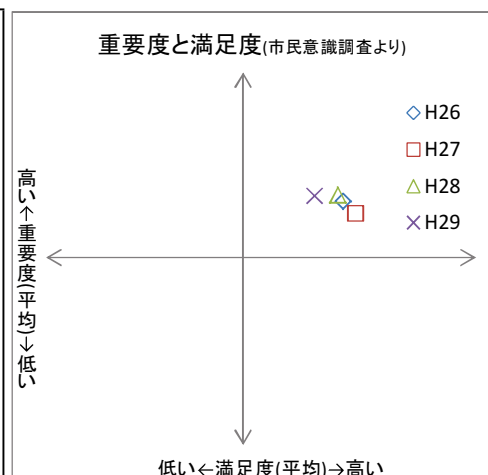 重要度と満足度(市民意識調査より)
H26
H27
H28
H29
高い↑重要度(平均)↓低い
低い←満足度(平均)→高い